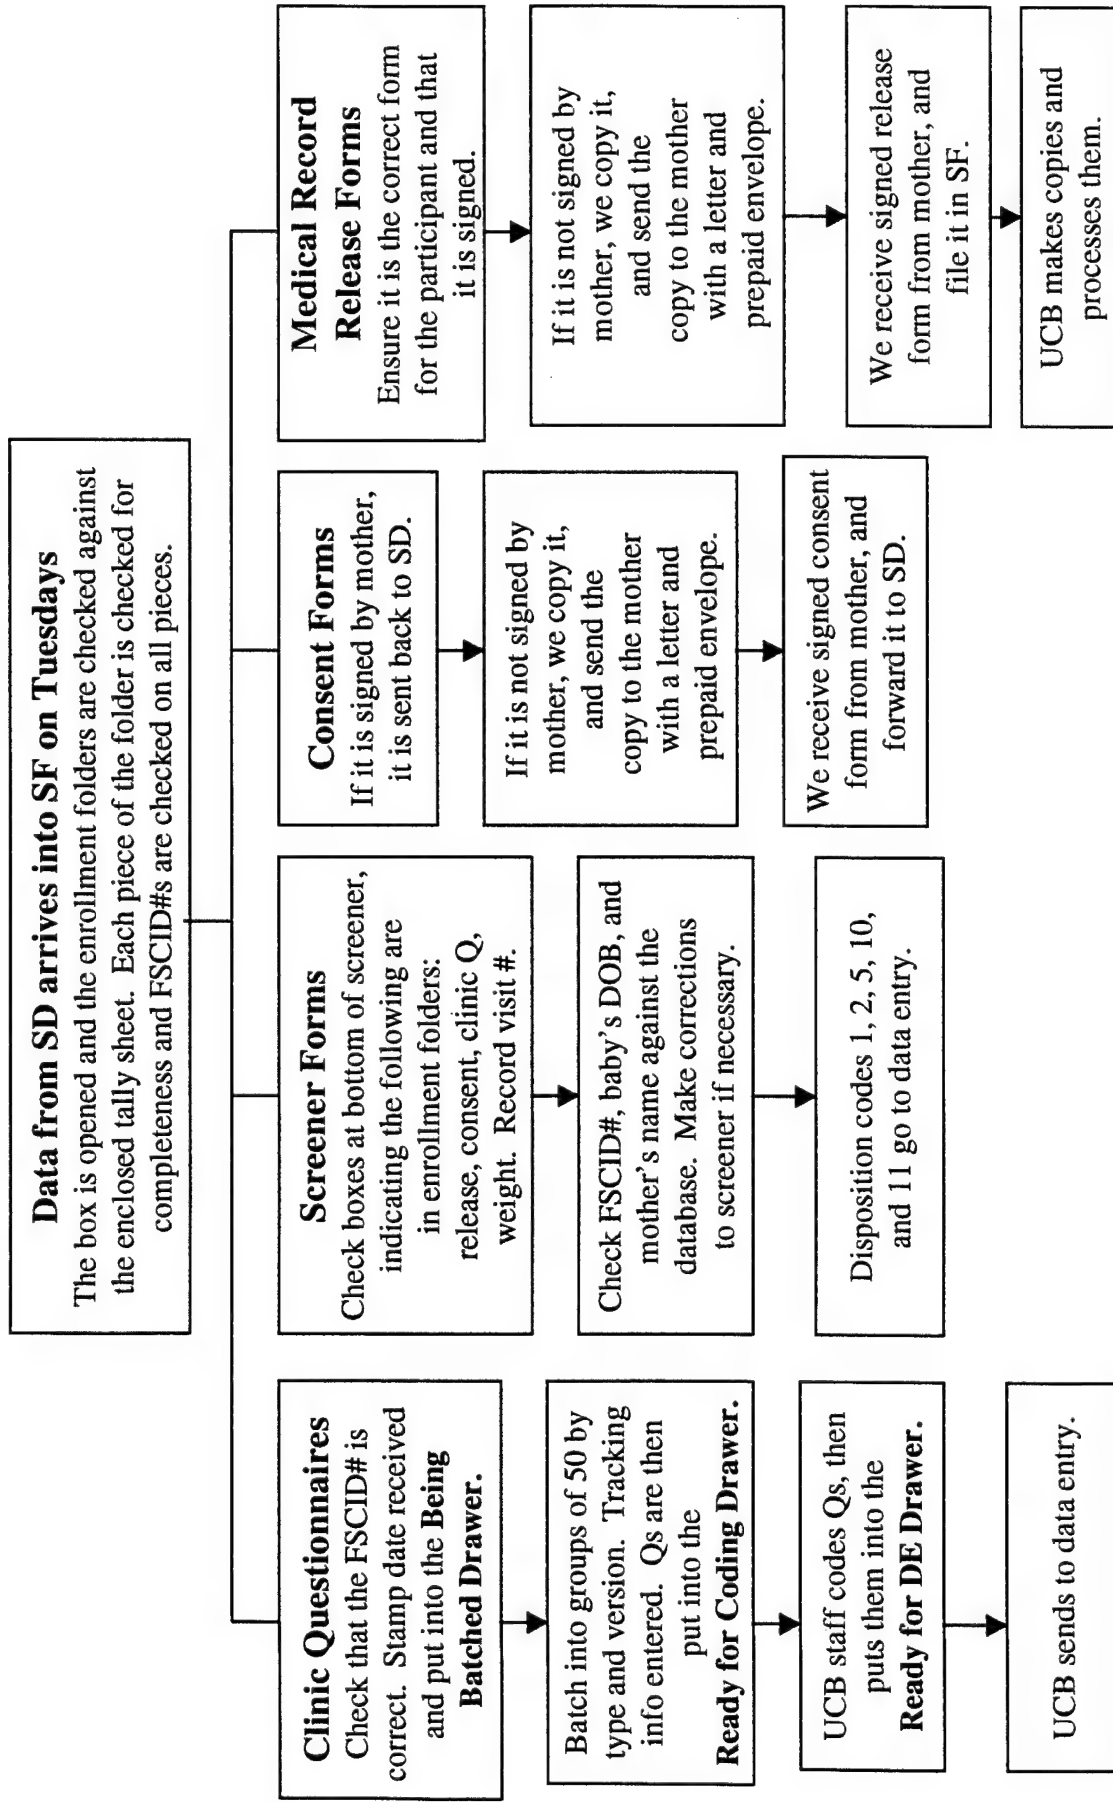 Data from SD arrives into SF on Tuesdays
The box is opened and the enrollment folders are checked against
the enclosed tally sheet. Each piece of the folder is checked for
completeness and FSCID#s are checked on all pieces.
Clinic Questionnaires
Check that the FSCID# is
correct. Stamp date received
and put into the Being
Batched Drawer.
Batch into groups of 50 by
type and version. Tracking
info entered. Qs are then
put into the
Ready for Coding Drawer.
UCB staff codes Qs, then
puts them into the
Ready for DE Drawer.
UCB sends to data entry.
Screener Forms
Check boxes at bottom of screener,
indicating the following are
in enrollment folders:
release, consent, clinic Q,
weight. Record visit #.
Check FSCID#, baby's DOB, and
mother's name against the
database. Make corrections
to screener if necessary.
Disposition codes 1, 2, 5, 10,
and 11 go to data entry.
Consent Forms
If it is signed by mother,
it is sent back to SD.
If it is not signed by
mother, we copy it,
and send the
copy to the mother
with a letter and
prepaid envelope.
We receive signed consent
form from mother, and
forward it to SD.
Medical Record
Release Forms
Ensure it is the correct form
for the participant and that
it is signed.
If it is not signed by
mother, we copy it,
and send the
copy to the mother
with a letter and
prepaid envelope.
We receive signed release
form from mother, and
file it in SF.
UCB makes copies and
processes them.